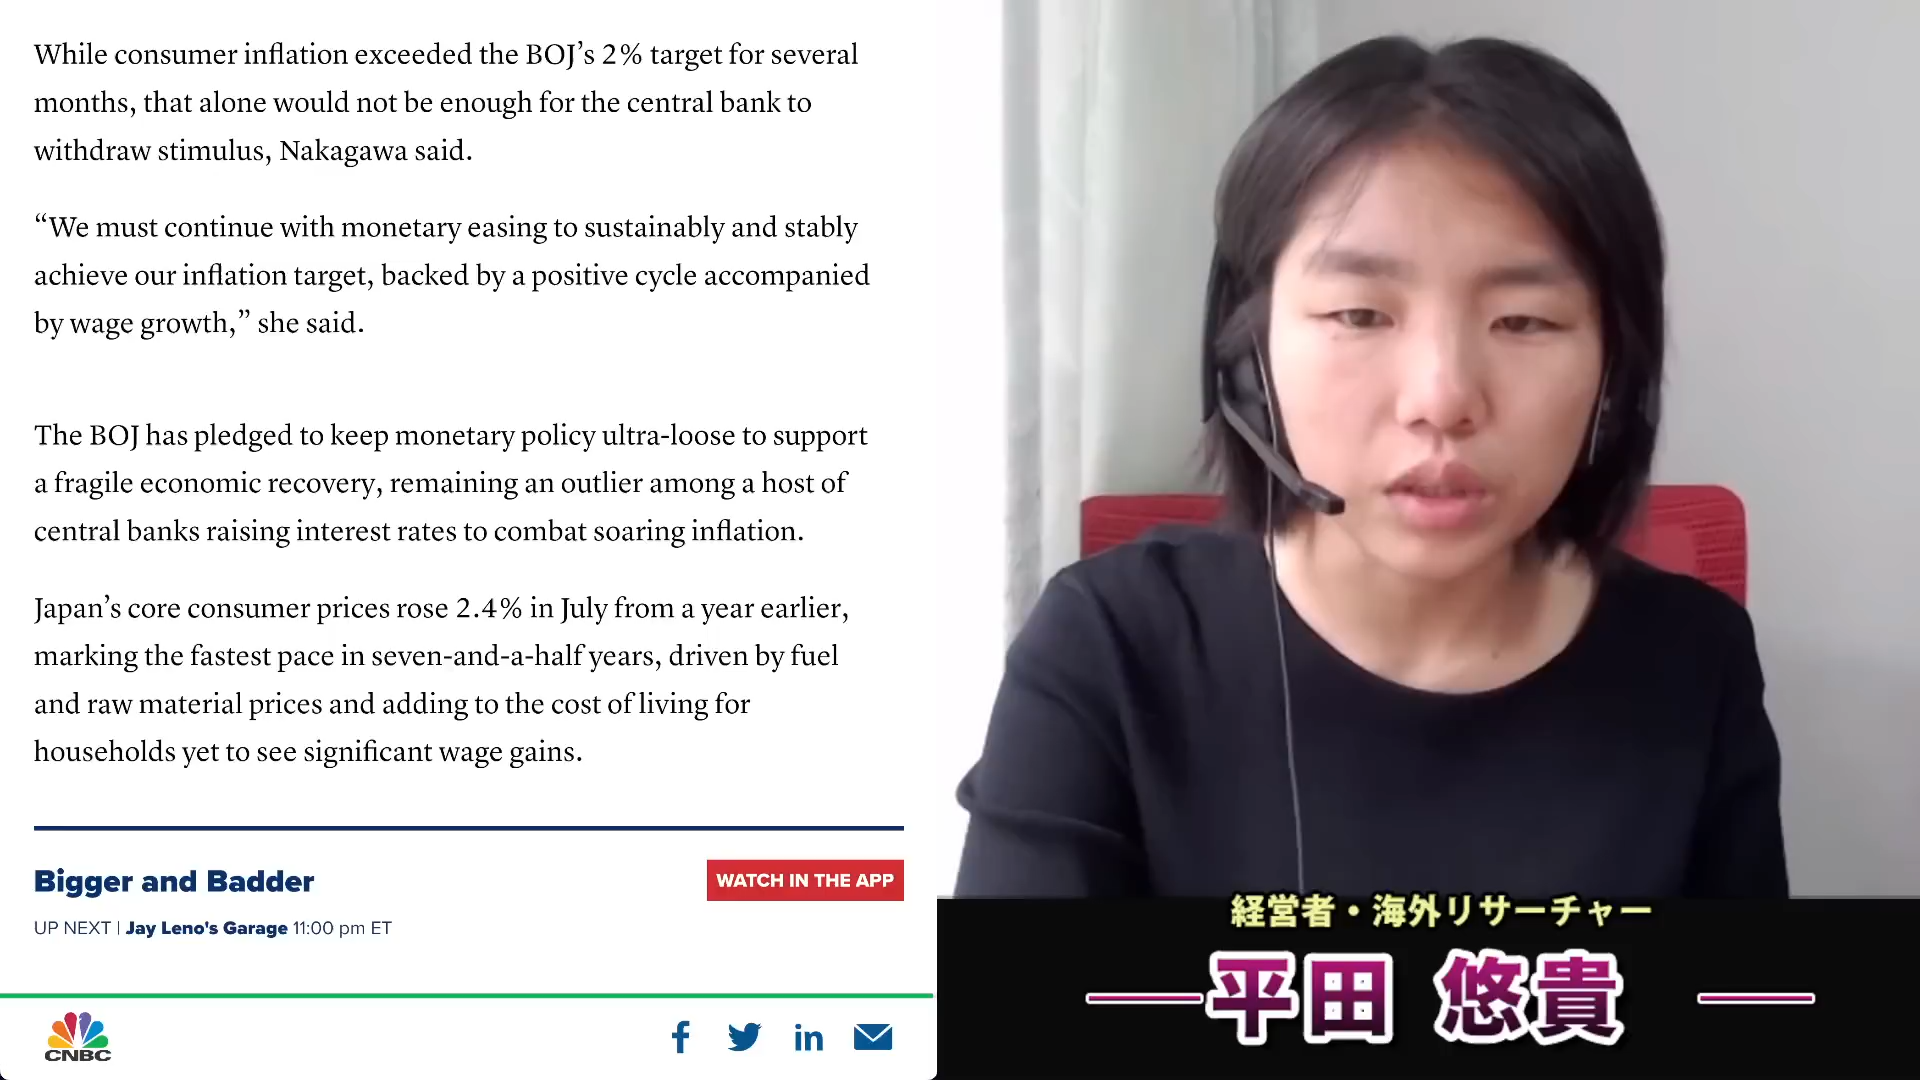 While consumer inflation exceeded the BOJ’s 2% target for several
months, that alone would not be enough for the central bank to
withdraw stimulus, Nakagawa said.
“We must continue with monetary easing to sustainably and stably
achieve our inflation target, backed by a positive cycle accompanied
by wage growth,” she said.
The BOJ has pledged to keep monetary policy ultra-loose to support
a fragile economic recovery, remaining an outlier among a host of
central banks raising interest rates to combat soaring inflation.
Japan’s core consumer prices rose 2.4% in July from a year earlier,
marking the fastest pace in seven-and-a-half years, driven by fuel
and raw material prices and adding to the cost of living for
households yet to see significant wage gains.
Bigger and Badder
WATCH IN THE APP
UP NEXT | Jay Leno's Garage 11:00 pm ET
CNBC
経営者・海外リサーチャー
平田 悠貴